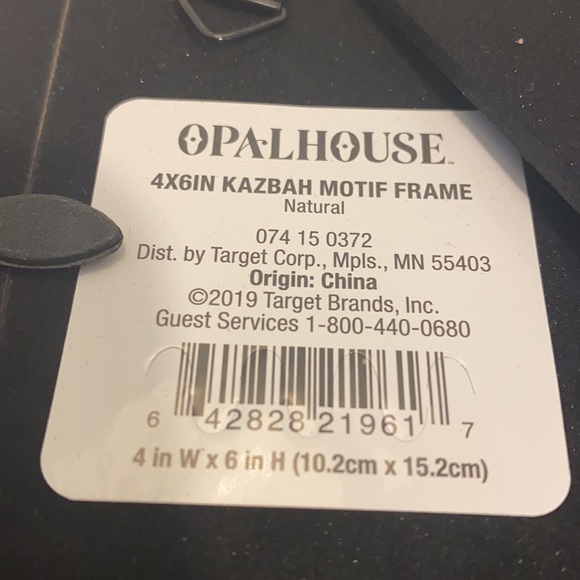 OPALHOUSE™
4X6IN KAZBAH MOTIF FRAME
Natural
074 15 0372
Dist. by Target Corp., Mpls., MN 55403
Origin: China
©2019 Target Brands, Inc.
Guest Services 1-800-440-0680
6 42828 21961 7
4 in W x 6 in H (10.2cm x 15.2cm)